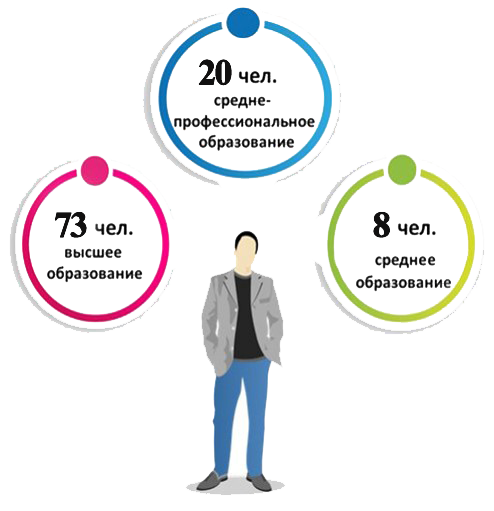 20 чел.
средне-
профессиональное
образование
73 чел.
высшее
образование
8 чел.
среднее
образование